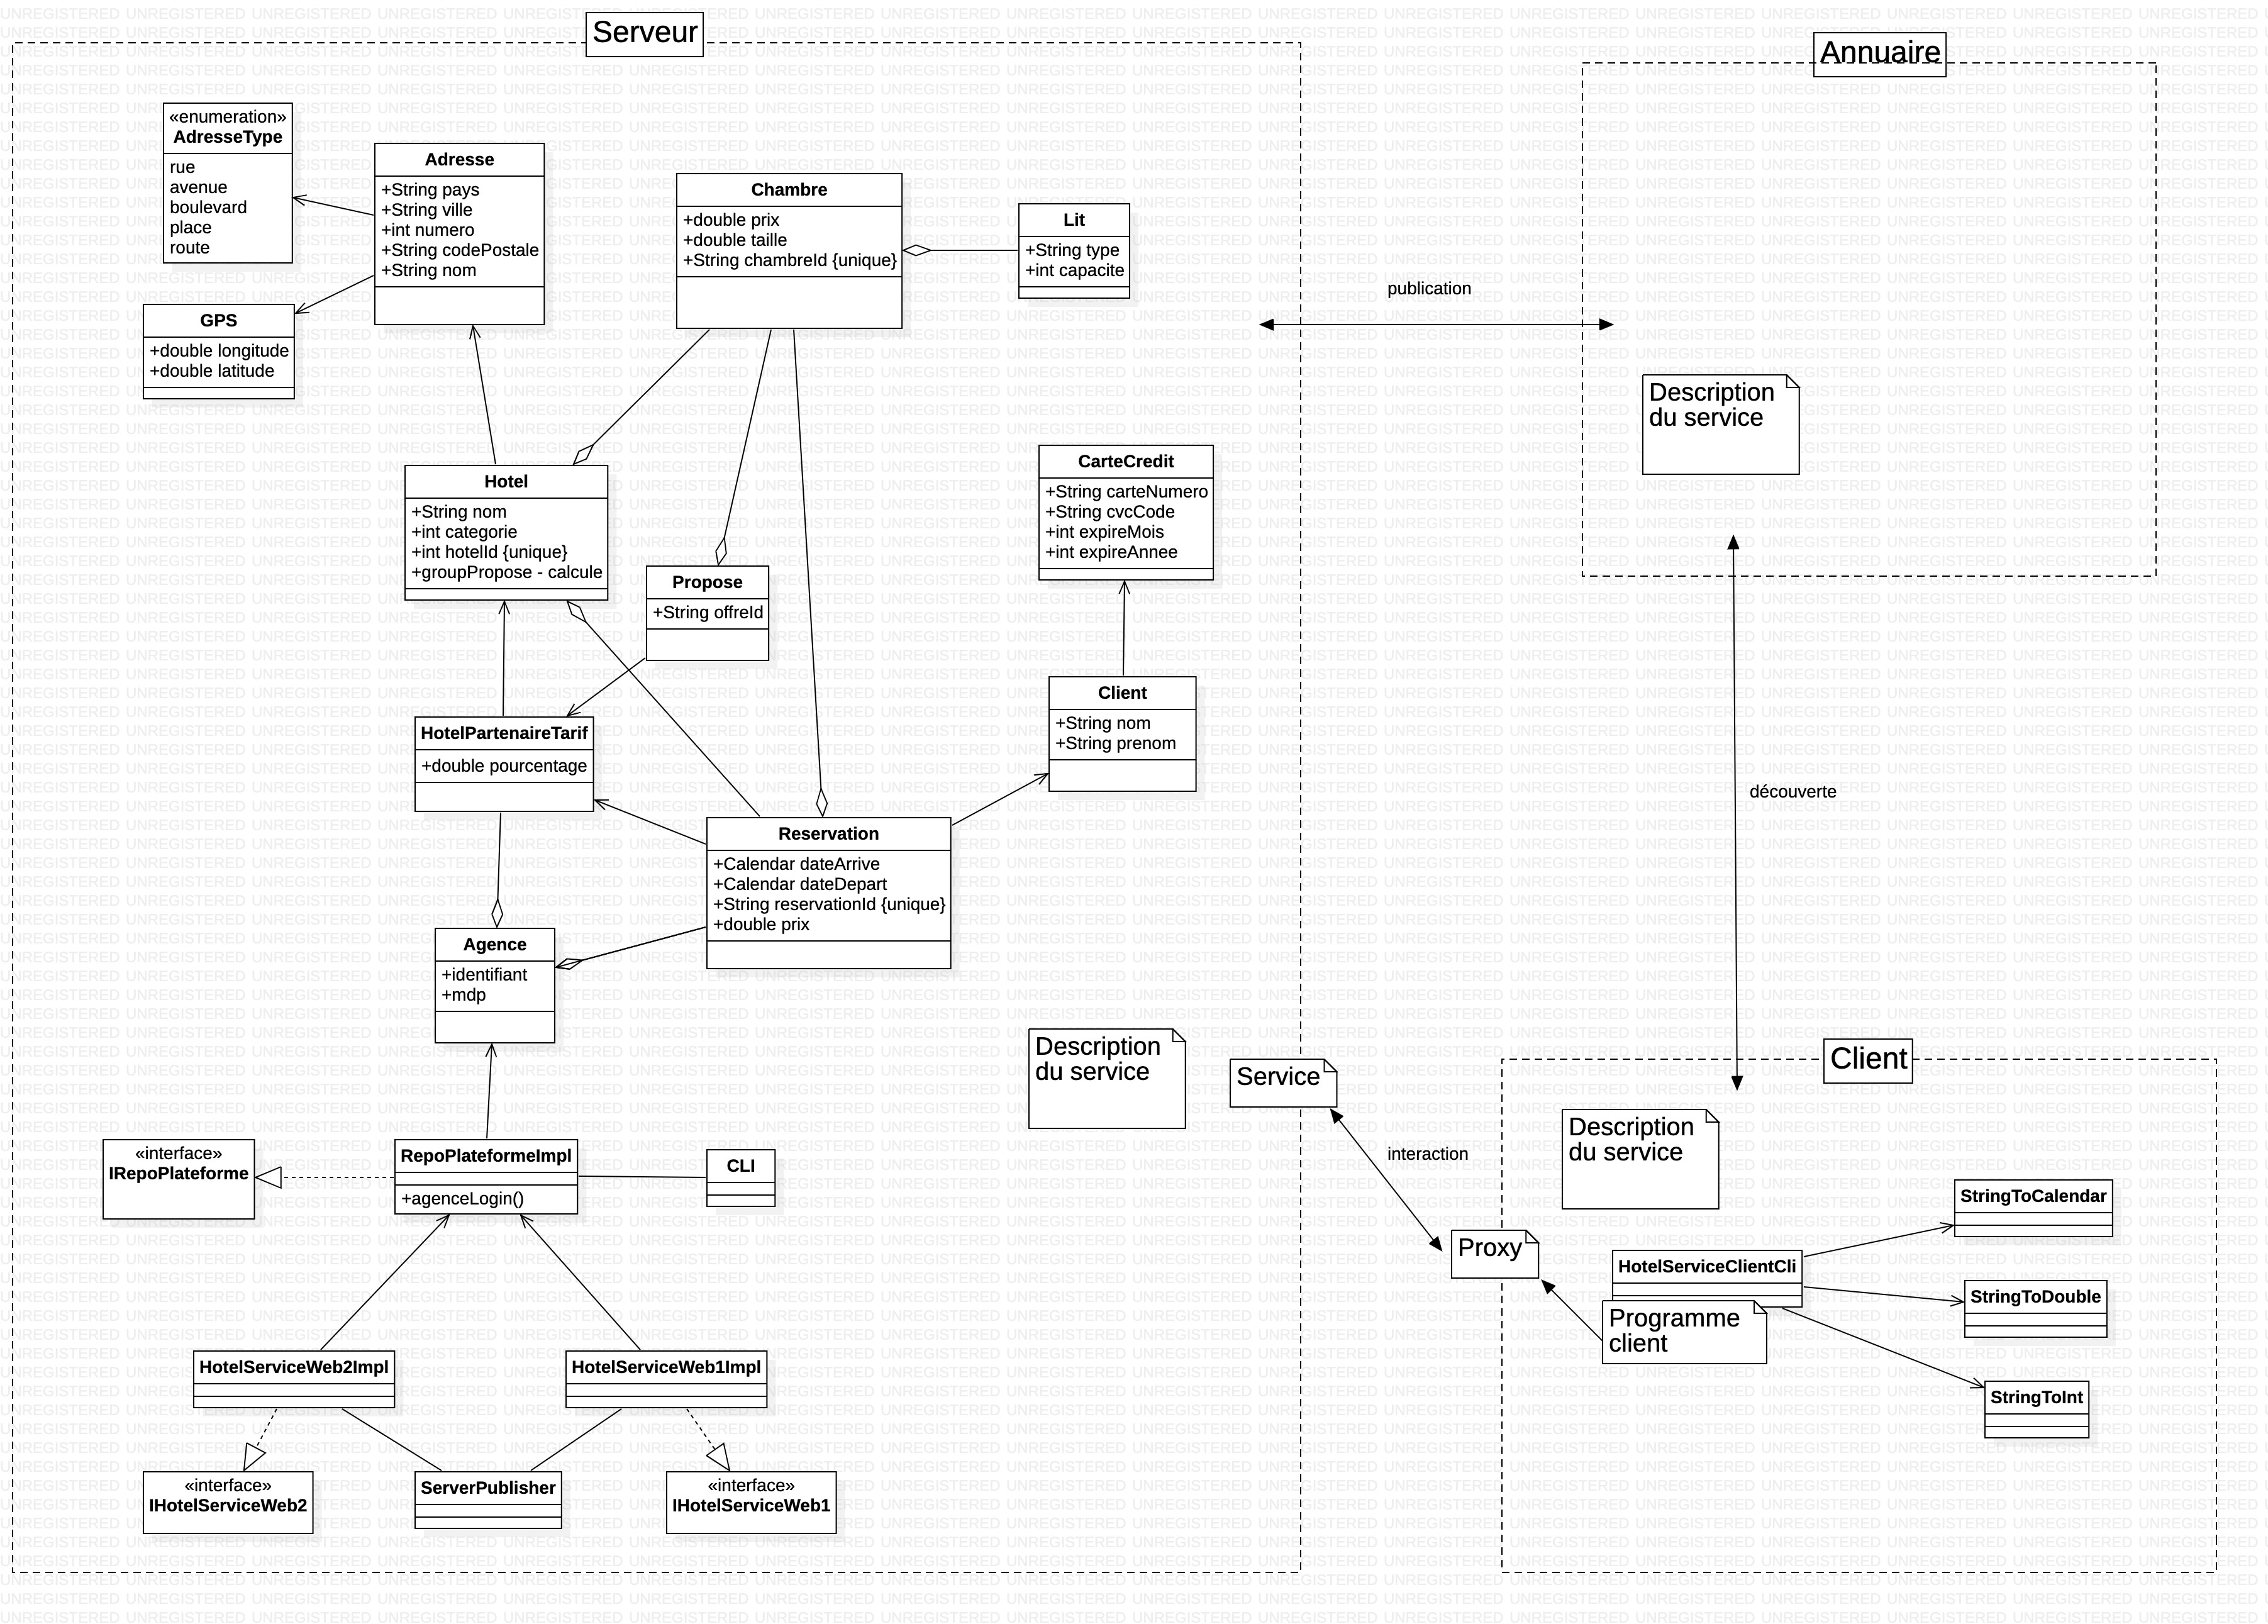 Serveur
Annuaire
«enumeration»
AdresseType
rue
avenue
boulevard
place
route
Adresse
+String pays
+String ville
+int numero
+String codePostale
+String nom
Chambre
+double prix
+double taille
+String chambreId {unique}
Lit
+String type
+int capacite
GPS
+double longitude
+double latitude
publication
Description
du service
Hotel
+String nom
+int categorie
+int hotelId {unique}
+groupPropose - calcule
CarteCredit
+String carteNumero
+String cvcCode
+int expireMois
+int expireAnnee
Propose
+String offreId
Client
+String nom
+String prenom
HotelPartenaireTarif
+double pourcentage
découverte
Reservation
+Calendar dateArrive
+Calendar dateDepart
+String reservationId {unique}
+double prix
Agence
+identifiant
+mdp
Description
du service
Service
Client
interaction
Description
du service
«interface»
IRepoPlateforme
RepoPlateformeImpl
+agenceLogin()
CLI
Proxy
StringToCalendar
HotelServiceClientCli
Programme
client
StringToDouble
StringToInt
HotelServiceWeb2Impl
HotelServiceWeb1Impl
«interface»
IHotelServiceWeb2
ServerPublisher
«interface»
IHotelServiceWeb1
UNREGISTERED